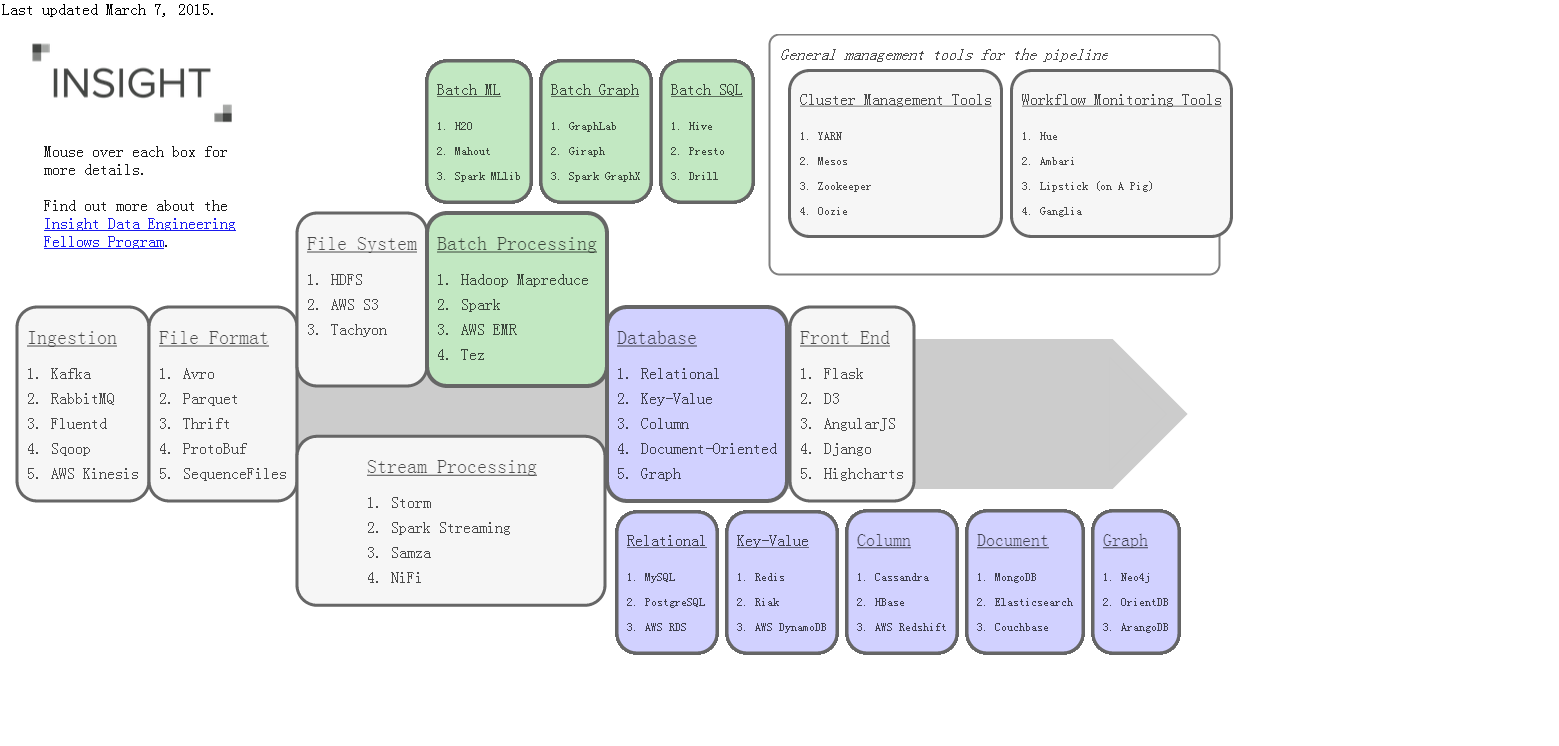 Last updated March 7, 2015.
INSIGHT
Mouse over each box for
more details.
Find out more about the
Insight Data Engineering
Fellows Program.
Batch ML
1. H2O
2. Mahout
3. Spark MLlib
Batch Graph
1. GraphLab
2. Giraph
3. Spark GraphX
Batch SQL
1. Hive
2. Presto
3. Drill
General management tools for the pipeline
Cluster Management Tools
1. YARN
2. Mesos
3. Zookeeper
4. Oozie
Workflow Monitoring Tools
1. Hue
2. Ambari
3. Lipstick (on A Pig)
4. Ganglia
Ingestion
1. Kafka
2. RabbitMQ
3. Fluentd
4. Sqoop
5. AWS Kinesis
File Format
1. Avro
2. Parquet
3. Thrift
4. ProtoBuf
5. SequenceFiles
File System
1. HDFS
2. AWS S3
3. Tachyon
Batch Processing
1. Hadoop Mapreduce
2. Spark
3. AWS EMR
4. Tez
Stream Processing
1. Storm
2. Spark Streaming
3. Samza
4. NiFi
Database
1. Relational
2. Key-Value
3. Column
4. Document-Oriented
5. Graph
Front End
1. Flask
2. D3
3. AngularJS
4. Django
5. Highcharts
Relational
1. MySQL
2. PostgreSQL
3. AWS RDS
Key-Value
1. Redis
2. Riak
3. AWS DynamoDB
Column
1. Cassandra
2. HBase
3. AWS Redshift
Document
1. MongoDB
2. Elasticsearch
3. Couchbase
Graph
1. Neo4j
2. OrientDB
3. ArangoDB